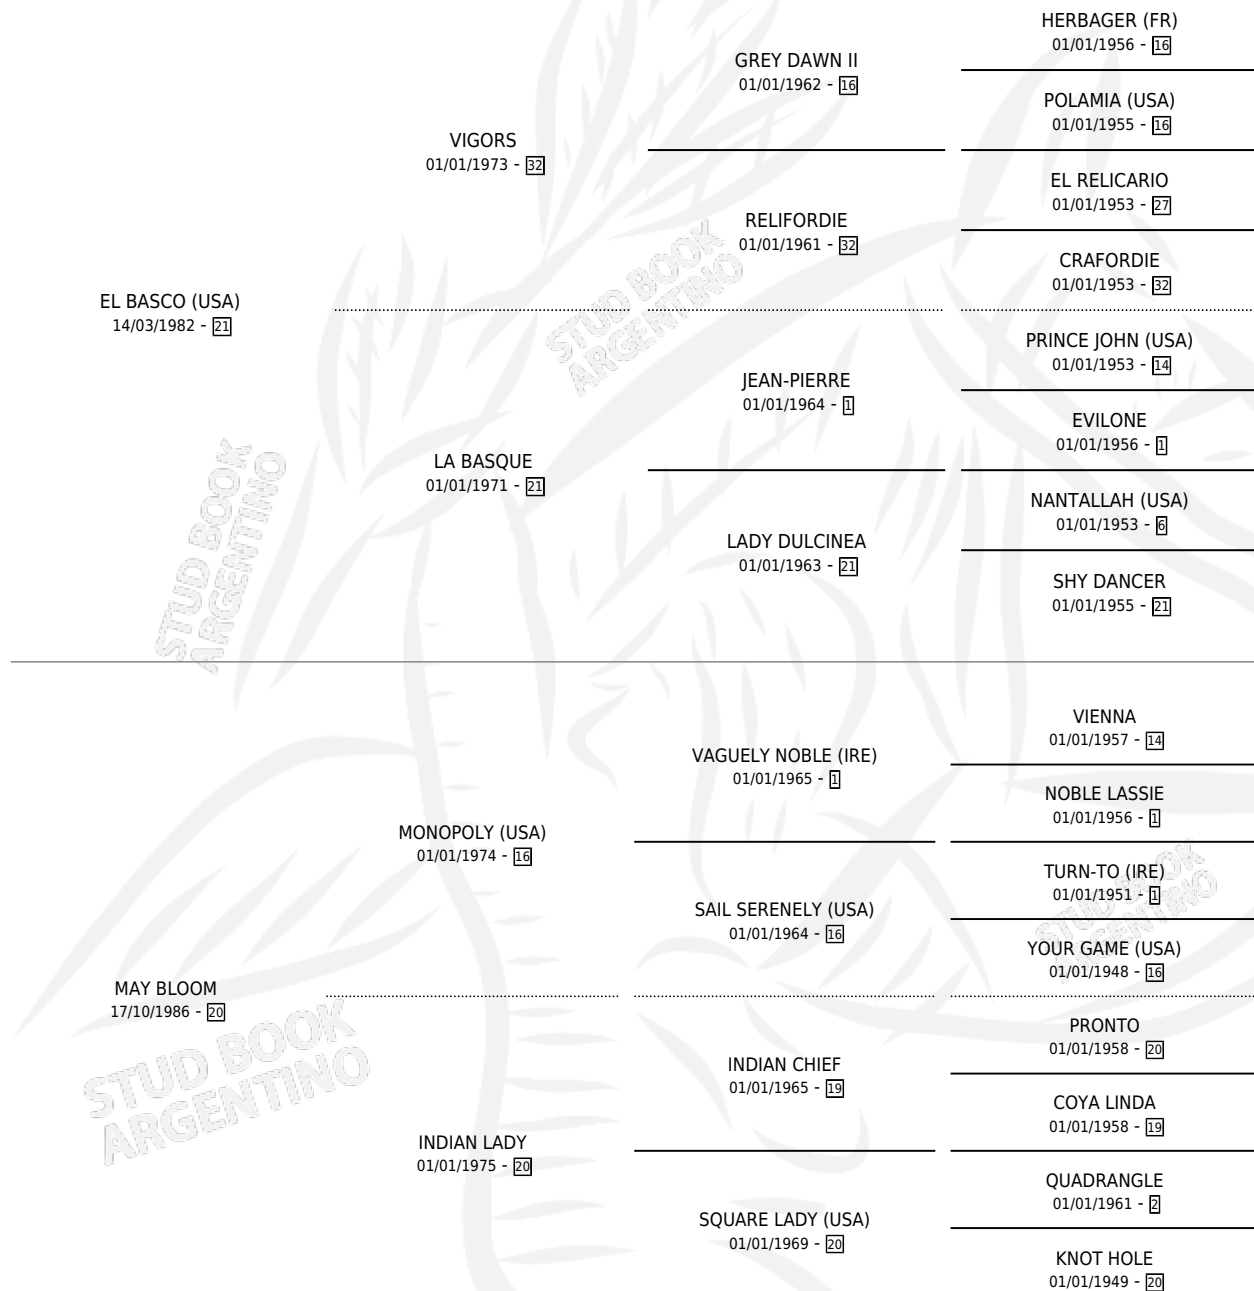 HERBAGER (FR)
01/01/1956 - 16
GREY DAWN II
01/01/1962 - 16
POLAMIA (USA)
01/01/1955 - 16
VIGORS
01/01/1973 - 32
EL RELICARIO
01/01/1953 - 27
RELIFORDIE
01/01/1961 - 32
CRAFORDIE
01/01/1953 - 32
EL BASCO (USA)
14/03/1982 - 21
PRINCE JOHN (USA)
01/01/1953 - 14
JEAN-PIERRE
01/01/1964 - 1
EVILONE
01/01/1956 - 1
LA BASQUE
01/01/1971 - 21
NANTALLAH (USA)
01/01/1953 - 6
LADY DULCINEA
01/01/1963 - 21
SHY DANCER
01/01/1955 - 21
VIENNA
01/01/1957 - 14
VAGUELY NOBLE (IRE)
01/01/1965 - 1
NOBLE LASSIE
01/01/1956 - 1
MONOPOLY (USA)
01/01/1974 - 16
TURN-TO (IRE)
01/01/1951 - 1
SAIL SERENELY (USA)
01/01/1964 - 16
YOUR GAME (USA)
01/01/1948 - 16
MAY BLOOM
17/10/1986 - 20
PRONTO
01/01/1958 - 20
INDIAN CHIEF
01/01/1965 - 19
COYA LINDA
01/01/1958 - 19
INDIAN LADY
01/01/1975 - 20
QUADRANGLE
01/01/1961 - 2
SQUARE LADY (USA)
01/01/1969 - 20
KNOT HOLE
01/01/1949 - 20
STUD BOOK
ARGENTINO
STUD BOOK
ARGENTINO
STUD BOOK
ARGENTINO
STUD BOOK
ARGENTINO